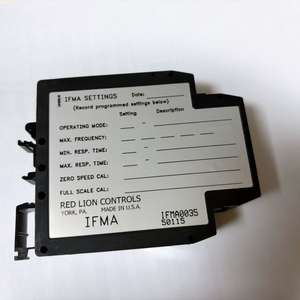 IFMA SETTINGS Date:
(Record programmed settings below)
Setting Description
OPERATING MODE:
MAX. FREQUENCY:
MIN. RESP. TIME:
MAX. RESP. TIME:
ZERO SPEED CAL:
FULL SCALE CAL:
RED LION CONTROLS
YORK, PA. MADE IN U.S.A.
IFMA IFMA0035
50115